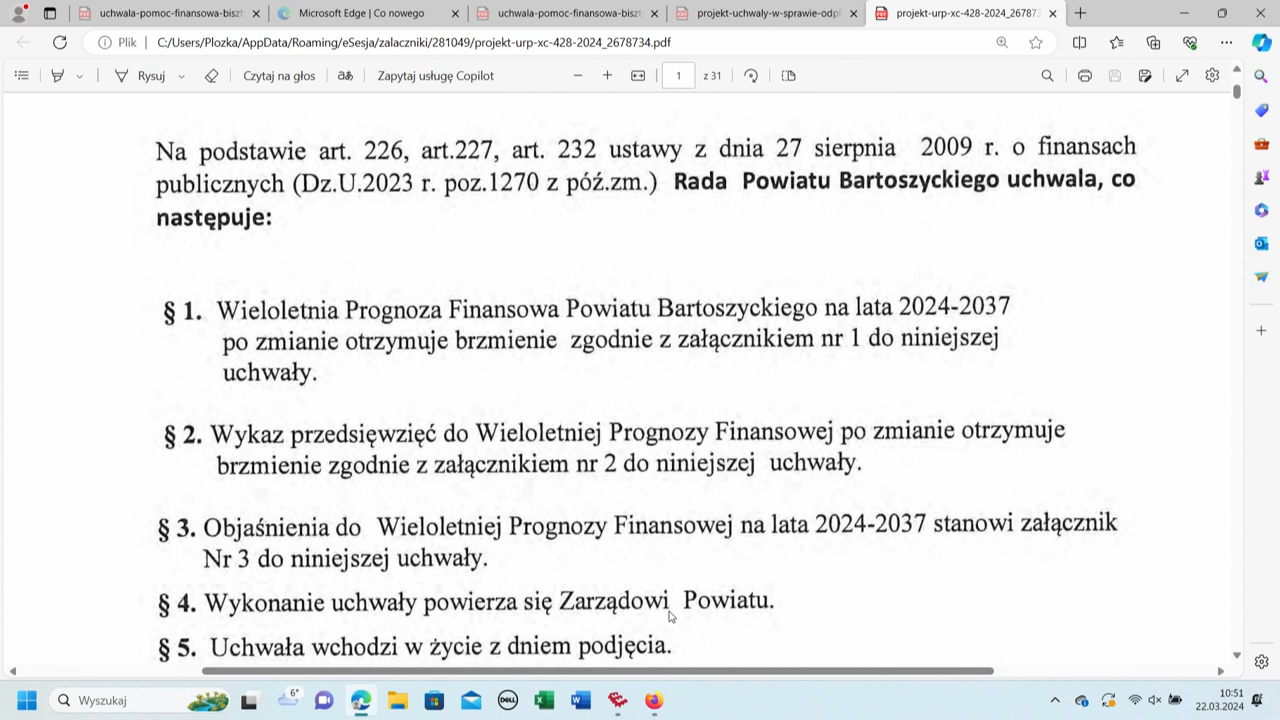 uchwala-pomoc-finansowa-biszt
Microsoft Edge | Co nowego
uchwala-pomoc-finansowa-biszt
projekt-uchwaly-w-sprawie-odpł
projekt-urp-xc-428-2024_26787
Plik | C:/Users/Plozka/AppData/Roaming/eSesja/zalaczniki/281049/projekt-urp-xc-428-2024_2678734.pdf
Rysuj
Czytaj na głos
aあ
Zapytaj usługę Copilot
1 z 31
Na podstawie art. 226, art.227, art. 232 ustawy z dnia 27 sierpnia 2009 r. o finansach
publicznych (Dz.U.2023 r. poz.1270 z póź.zm.) Rada Powiatu Bartoszyckiego uchwala, co
następuje:
§ 1. Wieloletnia Prognoza Finansowa Powiatu Bartoszyckiego na lata 2024-2037
po zmianie otrzymuje brzmienie zgodnie z załącznikiem nr 1 do niniejszej
uchwały.
§ 2. Wykaz przedsięwzięć do Wieloletniej Prognozy Finansowej po zmianie otrzymuje
brzmienie zgodnie z załącznikiem nr 2 do niniejszej uchwały.
§ 3. Objaśnienia do Wieloletniej Prognozy Finansowej na lata 2024-2037 stanowi załącznik
Nr 3 do niniejszej uchwały.
§ 4. Wykonanie uchwały powierza się Zarządowi Powiatu.
§ 5. Uchwała wchodzi w życie z dniem podjęcia.
Wyszukaj
6°
DELL
10:51
22.03.2024